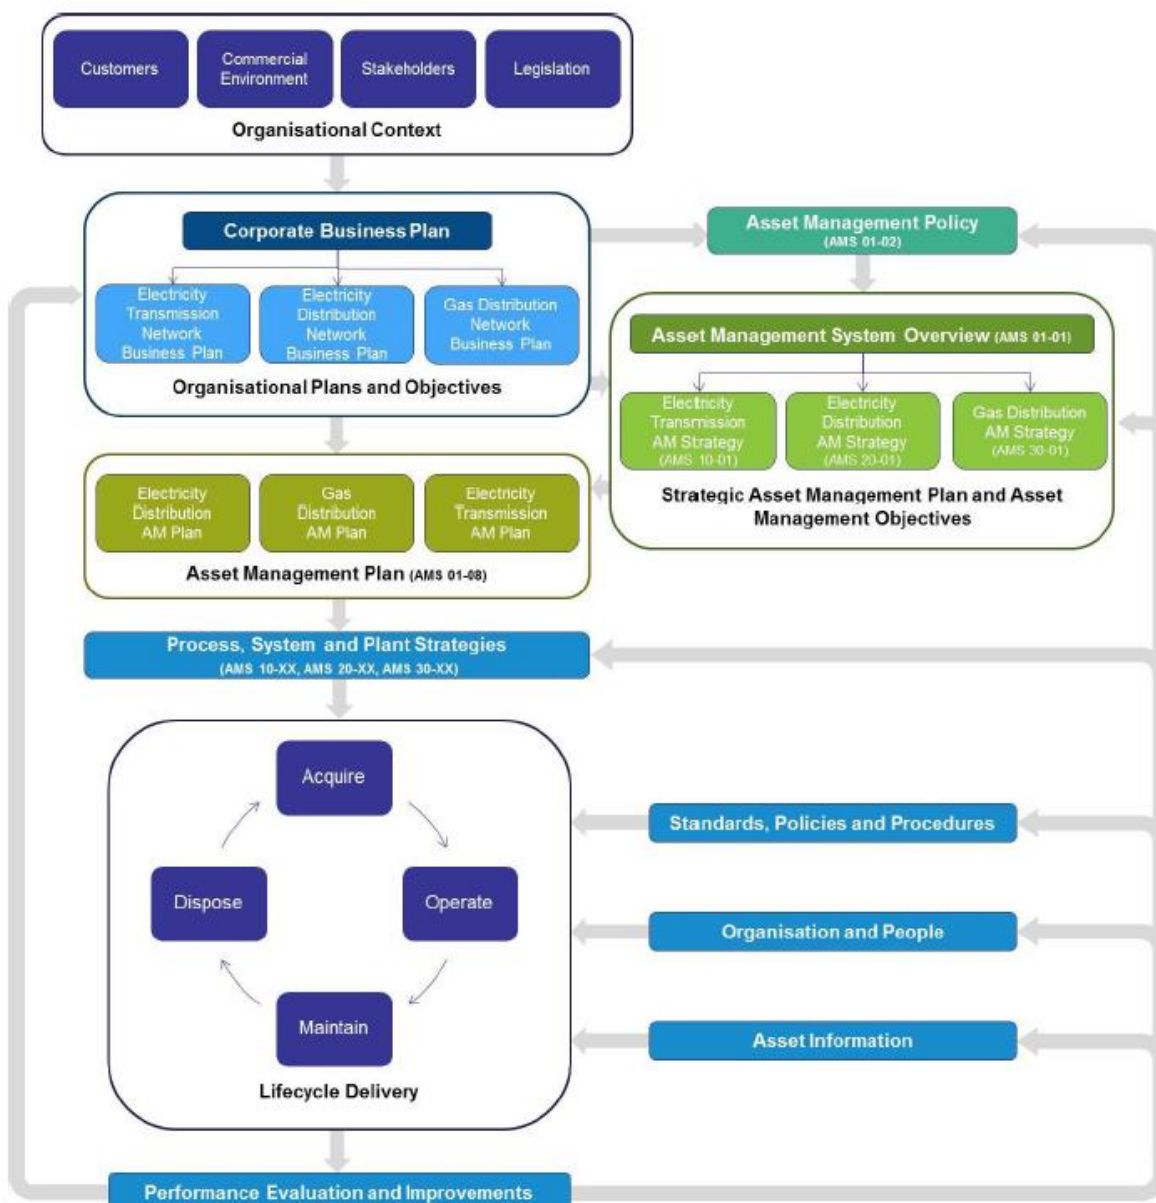 Customers
Commercial
Environment
Stakeholders
Legislation
Organisational Context
Corporate Business Plan
Electricity
Transmission
Network
Business Plan
Electricity
Distribution
Network
Business Plan
Gas Distribution
Network
Business Plan
Organisational Plans and Objectives
Asset Management Policy
(AMS 01-02)
Asset Management System Overview (AMS 01-01)
Electricity
Transmission
AM Strategy
(AMS 10-01)
Electricity
Distribution
AM Strategy
(AMS 20-01)
Gas Distribution
AM Strategy
(AMS 30-01)
Strategic Asset Management Plan and Asset
Management Objectives
Electricity
Distribution
AM Plan
Gas
Distribution
AM Plan
Electricity
Transmission
AM Plan
Asset Management Plan (AMS 01-08)
Process, System and Plant Strategies
(AMS 10-XX, AMS 20-XX, AMS 30-XX)
Acquire
Operate
Maintain
Dispose
Lifecycle Delivery
Standards, Policies and Procedures
Organisation and People
Asset Information
Performance Evaluation and Improvements